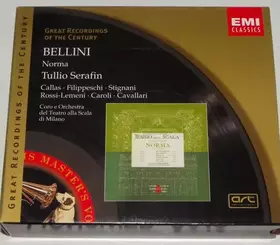 GREAT RECORDINGS
OF THE CENTURY
EMI
CLASSICS
BELLINI
Norma
Tullio Serafin
Callas · Filippeschi · Stignani
Rossi-Lemeni · Caroli · Cavallari
Coro e Orchestra
del Teatro alla Scala
di Milano
NORMA
art
GREAT RECORDINGS OF THE CENTURY